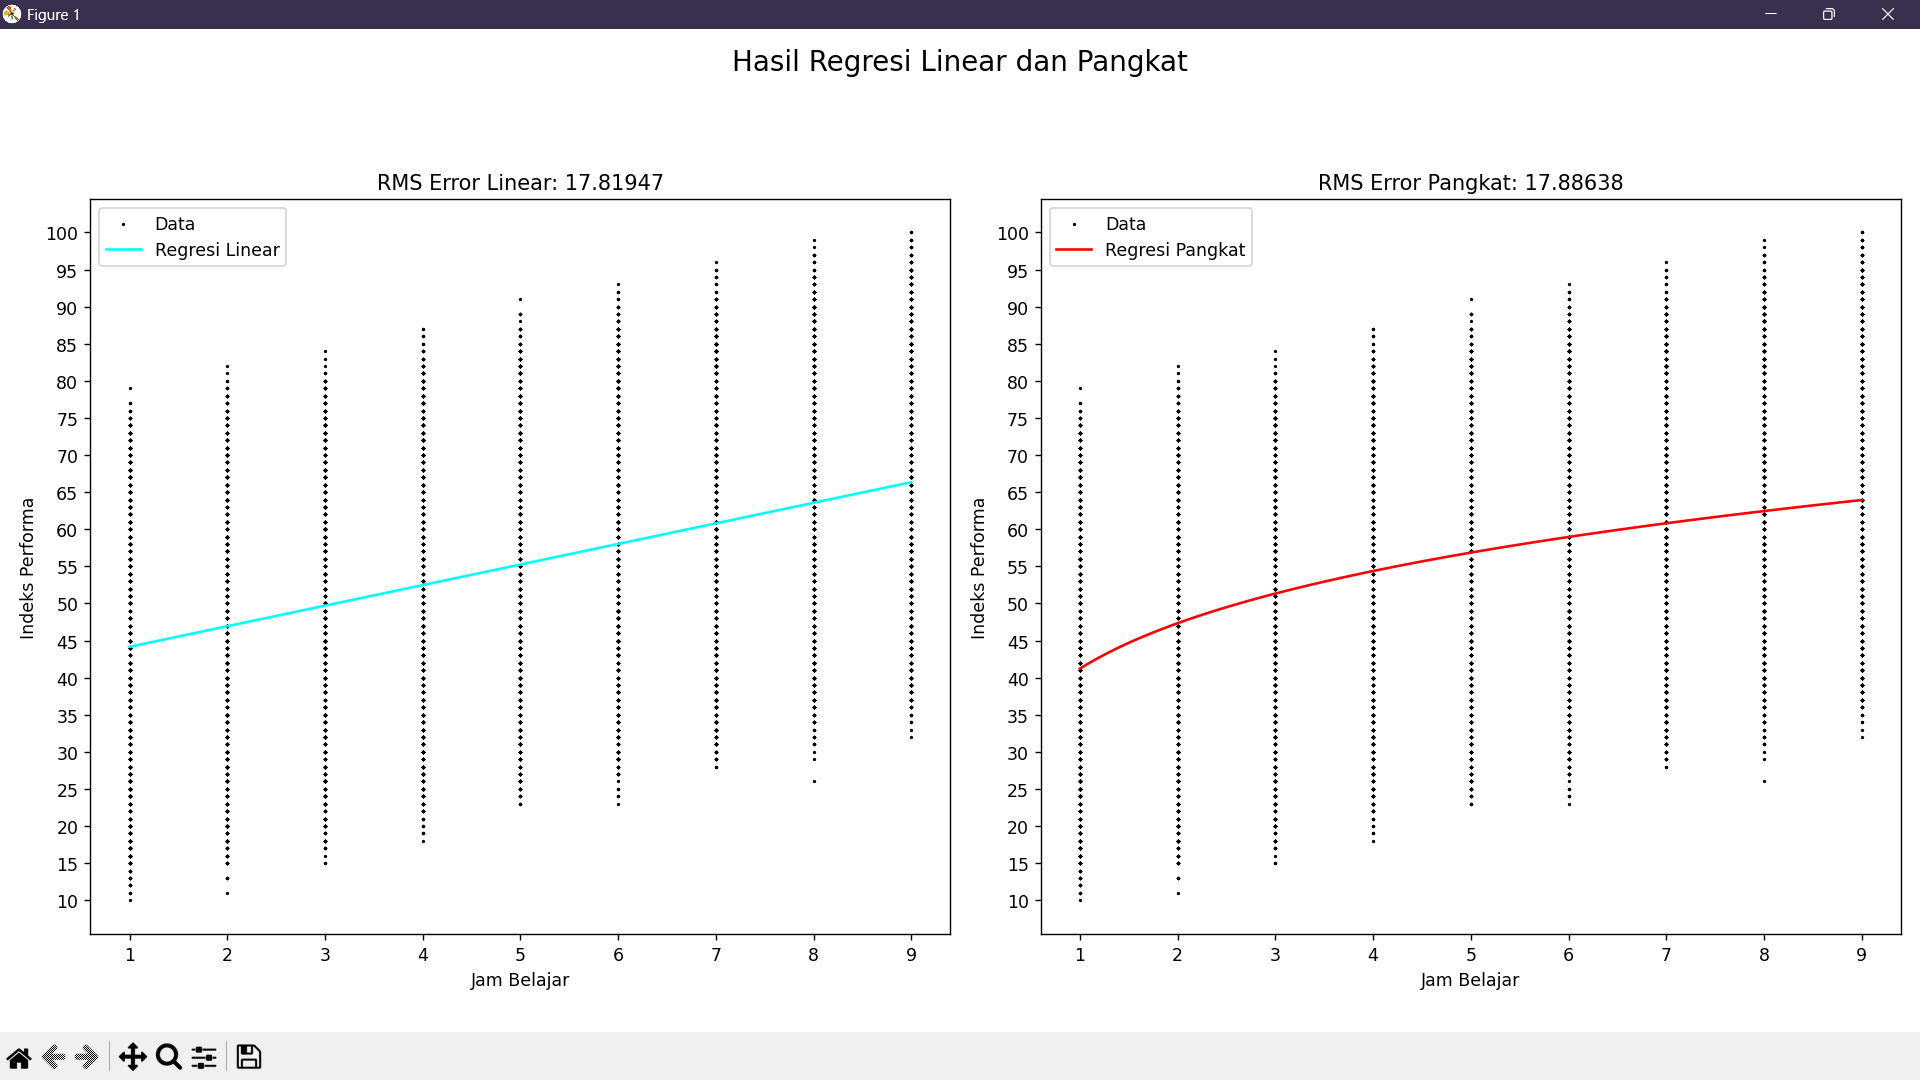 Figure 1
Hasil Regresi Linear dan Pangkat
RMS Error Linear: 17.81947
Data
Regresi Linear
100
95
90
85
80
75
70
65
60
55
50
45
40
35
30
25
20
15
10
Indeks Performa
1 2 3 4 5 6 7 8 9
Jam Belajar
RMS Error Pangkat: 17.88638
Data
Regresi Pangkat
100
95
90
85
80
75
70
65
60
55
50
45
40
35
30
25
20
15
10
Indeks Performa
1 2 3 4 5 6 7 8 9
Jam Belajar